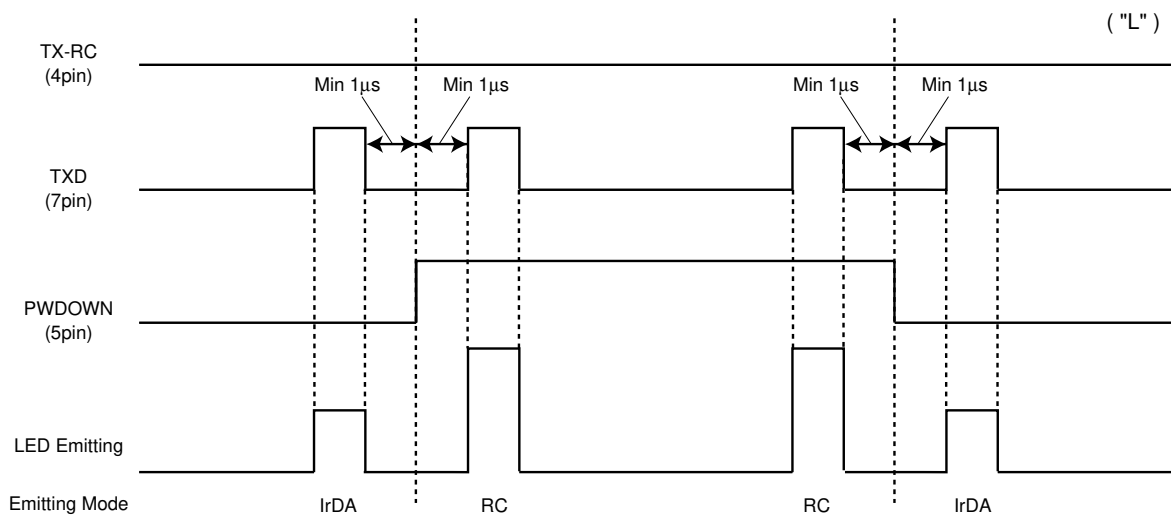 ( "L" )
TX-RC
(4pin)
Min 1µs
Min 1µs
Min 1µs
Min 1µs
TXD
(7pin)
PWDOWN
(5pin)
LED Emitting
Emitting Mode
IrDA
RC
RC
IrDA